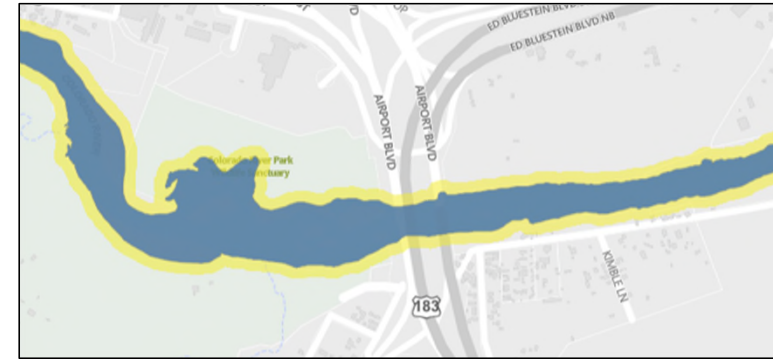 ED BLUESTEIN BLVD
ED BLUESTEIN BLVD NB
AIRPORT BLVD
AIRPORT BLVD
Colorado River Park
Sanctuary
KIMBLE LN
183